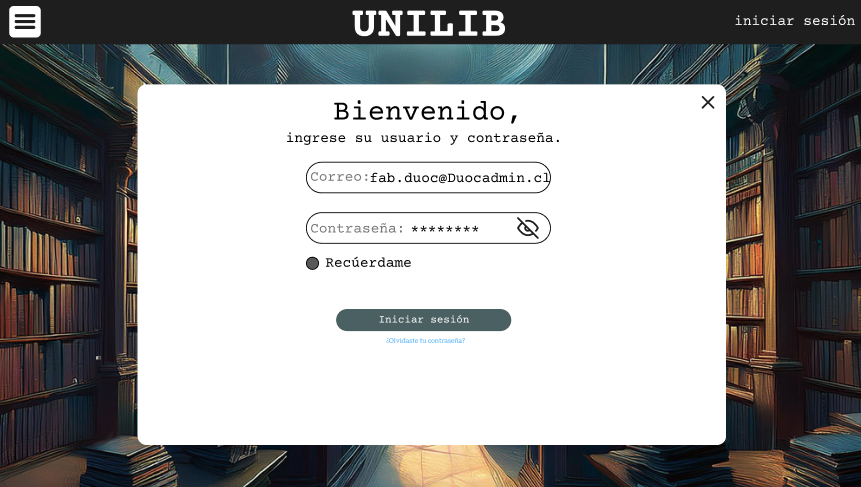 UNILIB
iniciar sesión
Bienvenido,
ingrese su usuario y contraseña.
Correo:fab.duoc@Duocadmin.cl
Contraseña: ********
Recúerdame
Iniciar sesión
¿Olvidaste tu contraseña?